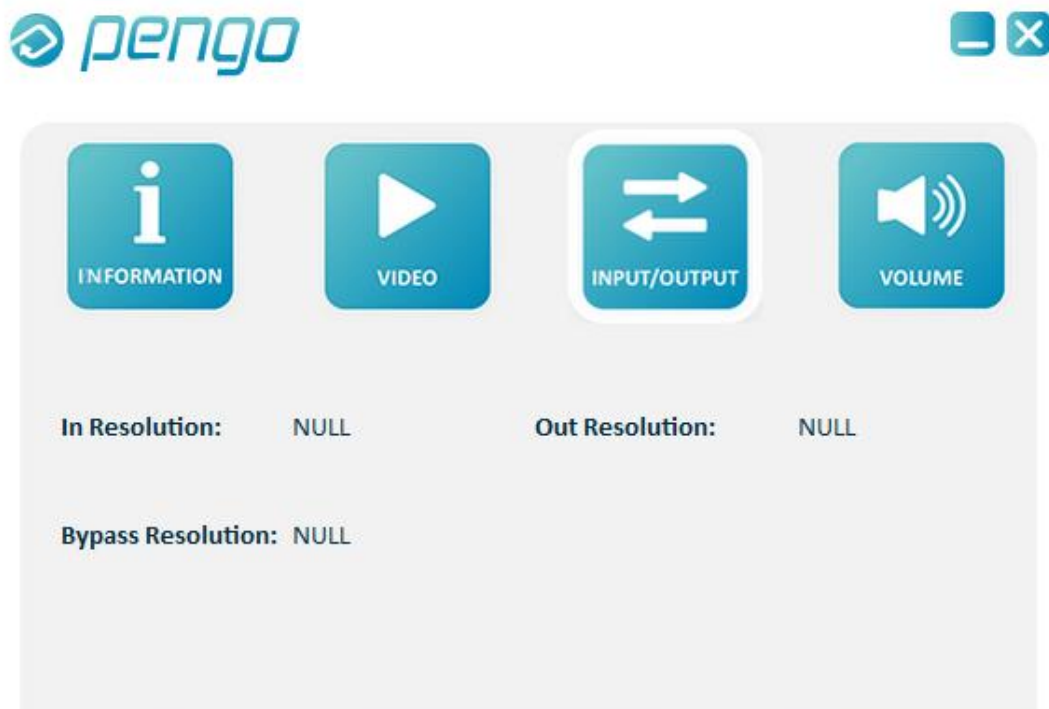 pengo
INFORMATION VIDEO INPUT/OUTPUT VOLUME
In Resolution: NULL Out Resolution: NULL
Bypass Resolution: NULL